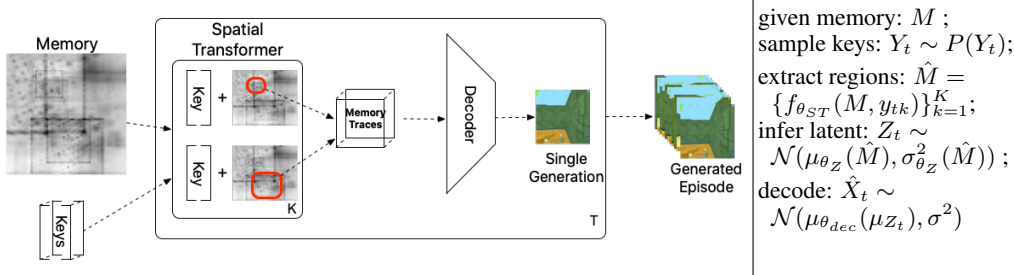 Memory
Spatial
Transformer
Key
+
Key
+
K
Keys
Memory
Traces
Decoder
Single
Generation
T
Generated
Episode
given memory: M ;
sample keys: Y_t ∼ P(Y_t);
extract regions: M̂ =
{f_{θ_{ST}}(M, y_{tk})}_{k=1}^{K};
infer latent: Z_t ∼
𝒩(μ_{θ_Z}(M̂), σ²_{θ_Z}(M̂)) ;
decode: X̂_t ∼
𝒩(μ_{θ_{dec}}(μ_{Z_t}), σ²)